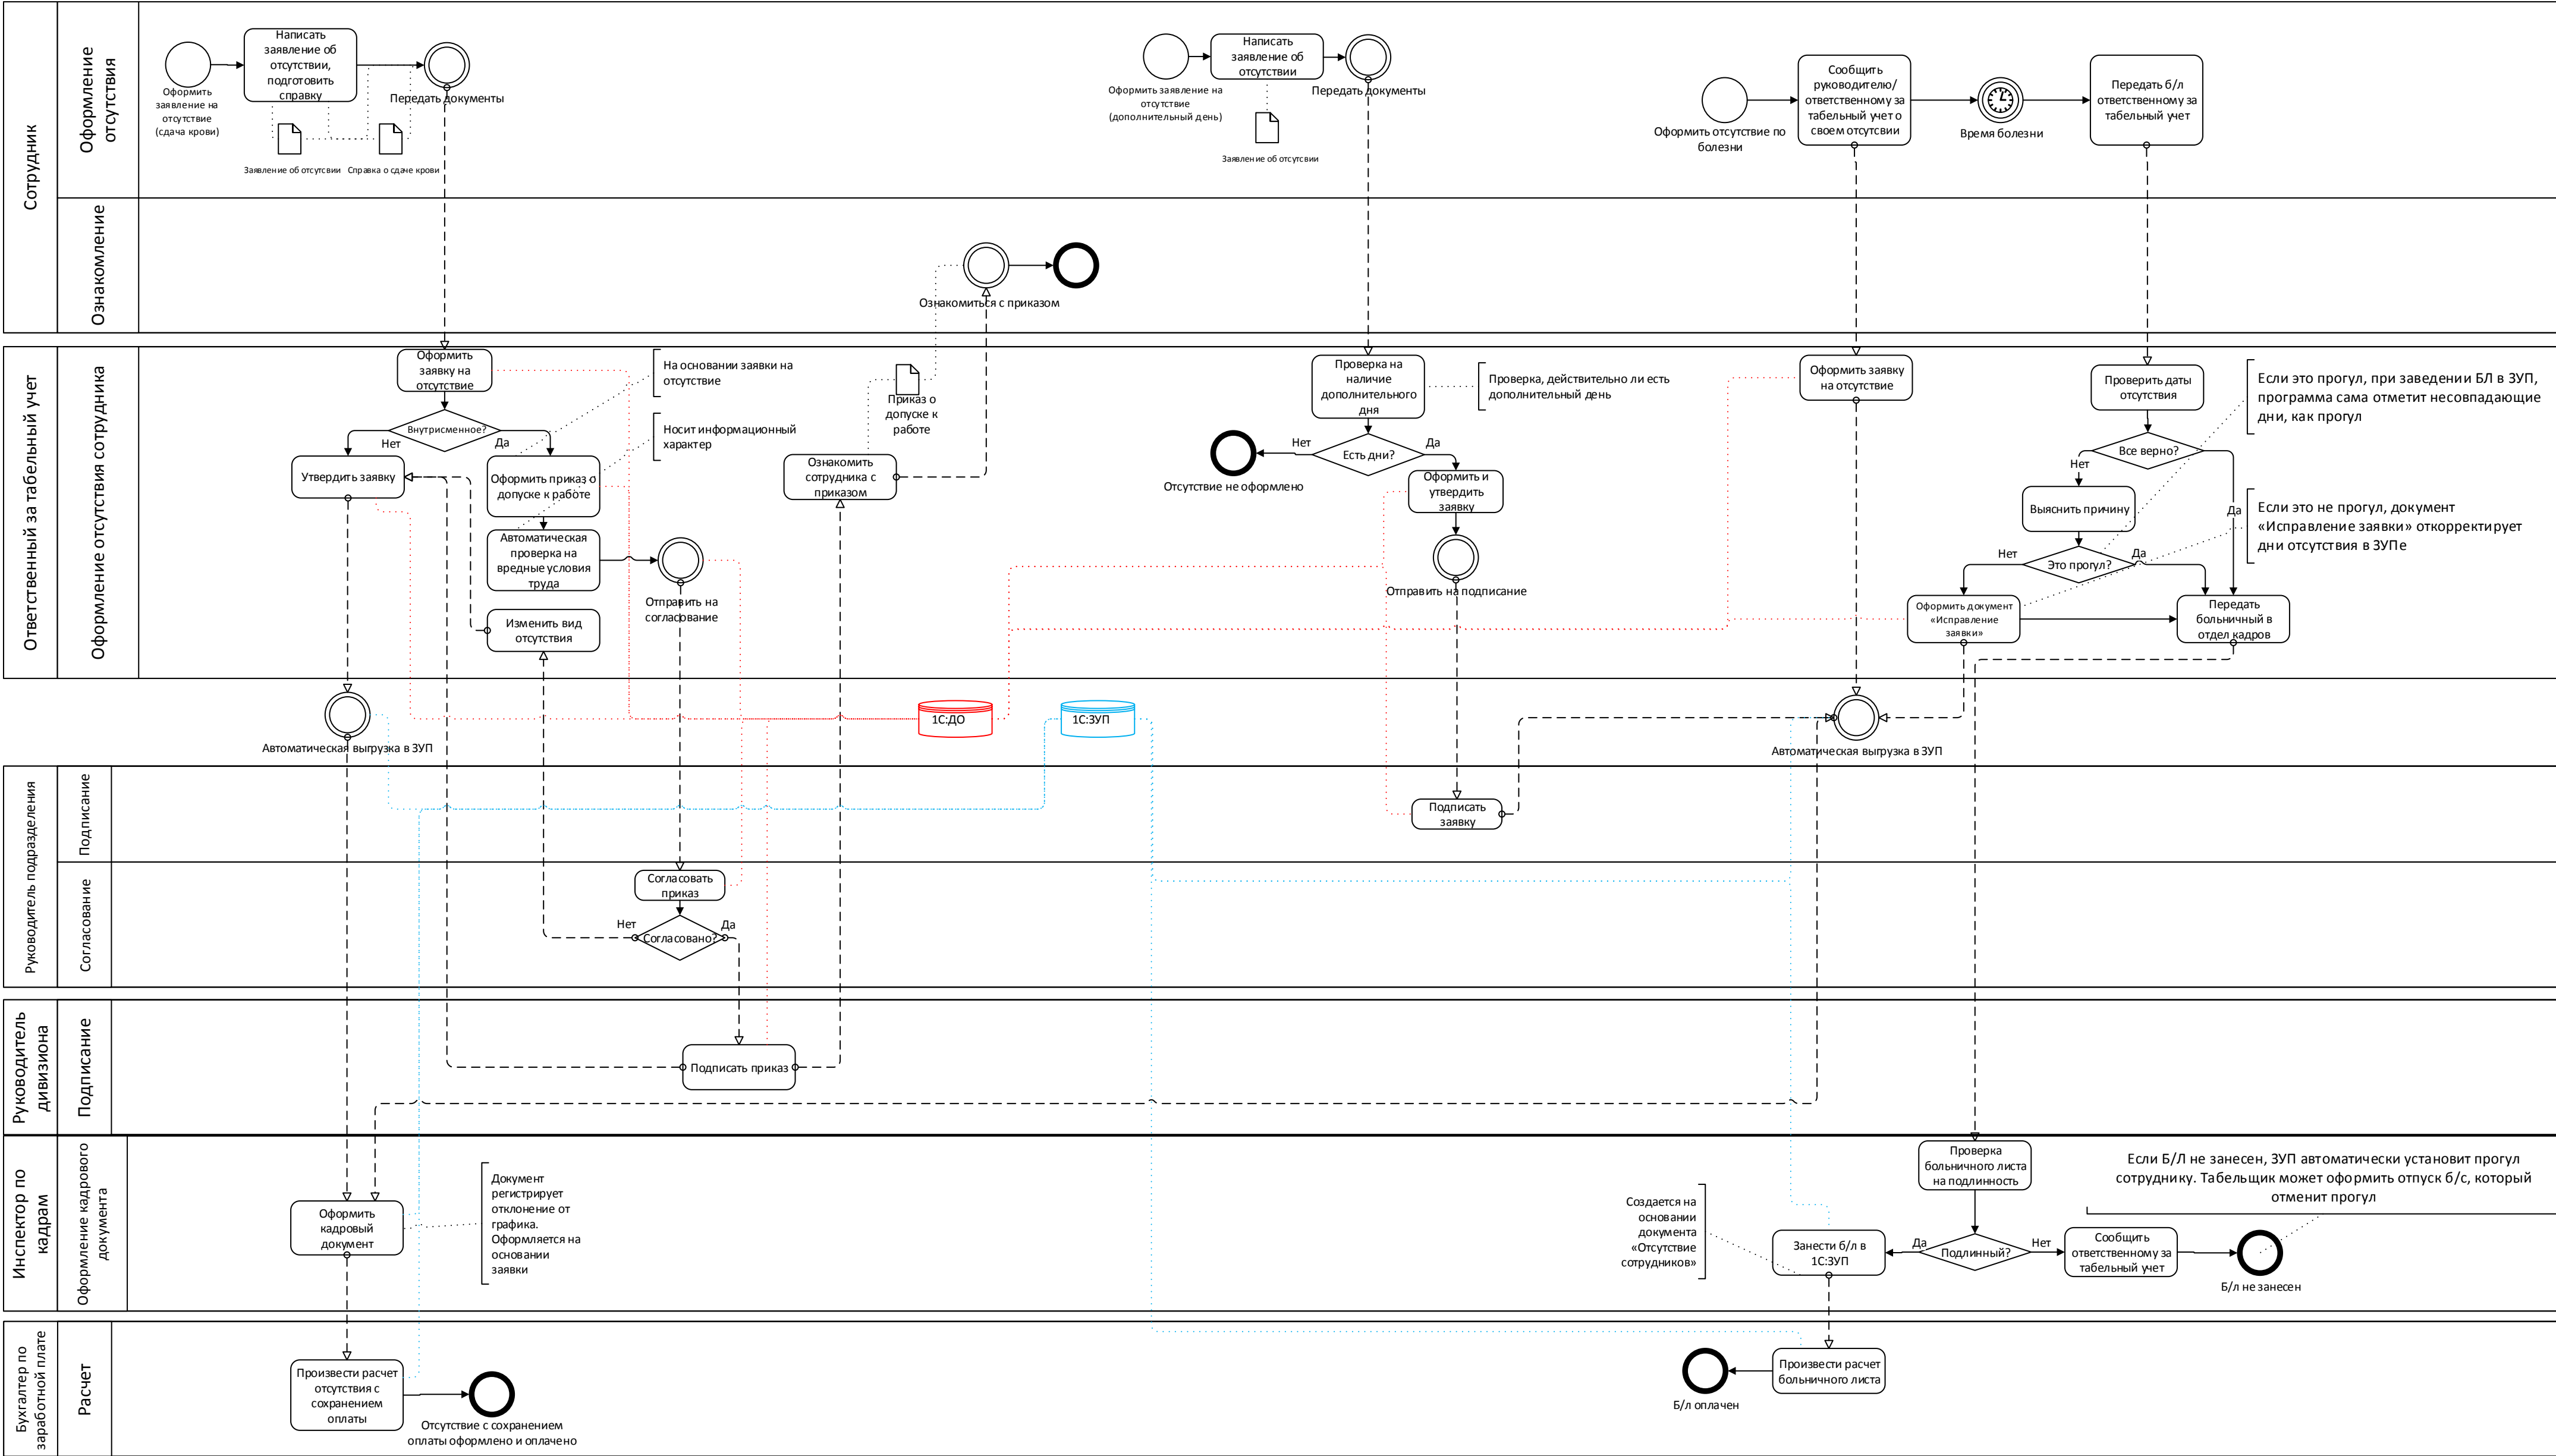 Сотрудник
Оформление
отсутствия
Оформить
заявление на
отсутствие
(сдача крови)
Написать
заявление об
отсутствии,
подготовить
справку
Передать документы
Заявление об отсутсвии
Справка о сдаче крови
Оформить заявление на
отсутствие
(дополнительный день)
Написать
заявление об
отсутствии
Передать документы
Заявление об отсутсвии
Оформить отсутствие по
болезни
Сообщить
руководителю/
ответственному за
табельный учет о
своем отсутсвии
Время болезни
Передать б/л
ответственному за
табельный учет
Ознакомление
Ознакомиться с приказом
Ответственный за табельный учет
Оформление отсутствия сотрудника
Оформить
заявку на
отсутствие
Внутрисменное?
Нет
Да
Утвердить заявку
Оформить приказ о
допуске к работе
Автоматическая
проверка на
вредные условия
труда
Изменить вид
отсутствия
На основании заявки на
отсутствие
Носит информационный
характер
Отправить на
согласование
Приказ о
допуске к
работе
Ознакомить
сотрудника с
приказом
Проверка на
наличие
дополнительного
дня
Проверка, действительно ли есть
дополнительный день
Есть дни?
Нет
Да
Отсутствие не оформлено
Оформить и
утвердить
заявку
Отправить на подписание
Оформить заявку
на отсутствие
Проверить даты
отсутствия
Все верно?
Нет
Да
Выяснить причину
Это прогул?
Нет
Да
Оформить документ
«Исправление
заявки»
Передать
больничный в
отдел кадров
Если это прогул, при заведении БЛ в ЗУП,
программа сама отметит несовпадающие
дни, как прогул
Если это не прогул, документ
«Исправление заявки» откорректирует
дни отсутствия в ЗУПе
Автоматическая выгрузка в ЗУП
1С:ДО
1С:ЗУП
Автоматическая выгрузка в ЗУП
Руководитель подразделения
Подписание
Подписать
заявку
Согласование
Согласовать
приказ
Согласовано?
Нет
Да
Руководитель
дивизиона
Подписание
Подписать приказ
Инспектор по
кадрам
Оформление кадрового
документа
Оформить
кадровый
документ
Документ
регистрирует
отклонение от
графика.
Оформляется на
основании
заявки
Создается на
основании
документа
«Отсутствие
сотрудников»
Занести б/л в
1С:ЗУП
Проверка
больничного листа
на подлинность
Подлинный?
Да
Нет
Сообщить
ответственному за
табельный учет
Б/л не занесен
Если Б/Л не занесен, ЗУП автоматически установит прогул
сотруднику. Табельщик может оформить отпуск б/с, который
отменит прогул
Бухгалтер по
заработной плате
Расчет
Произвести расчет
отсутствия с
сохранением
оплаты
Отсутствие с сохранением
оплаты оформлено и оплачено
Б/л оплачен
Произвести расчет
больничного листа